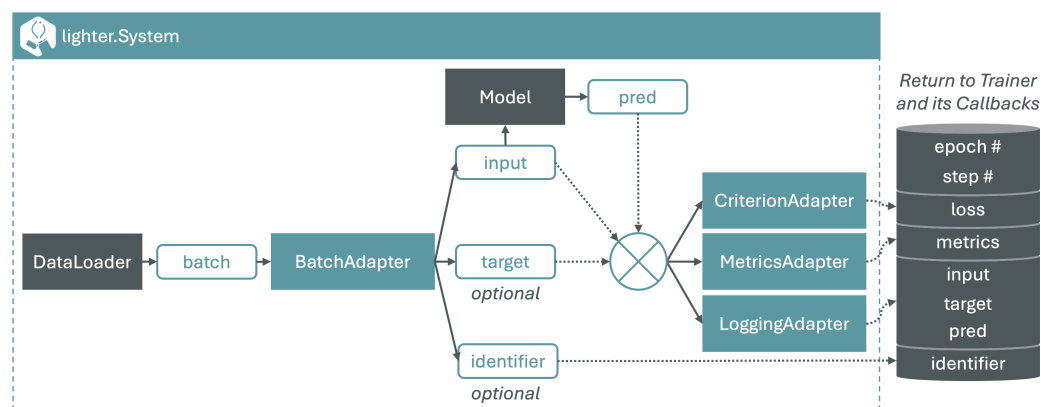 lighter.System
Return to Trainer
and its Callbacks
Model
pred
epoch #
input
step #
CriterionAdapter
loss
DataLoader
batch
BatchAdapter
target
optional
MetricsAdapter
metrics
input
target
LoggingAdapter
pred
identifier
optional
identifier